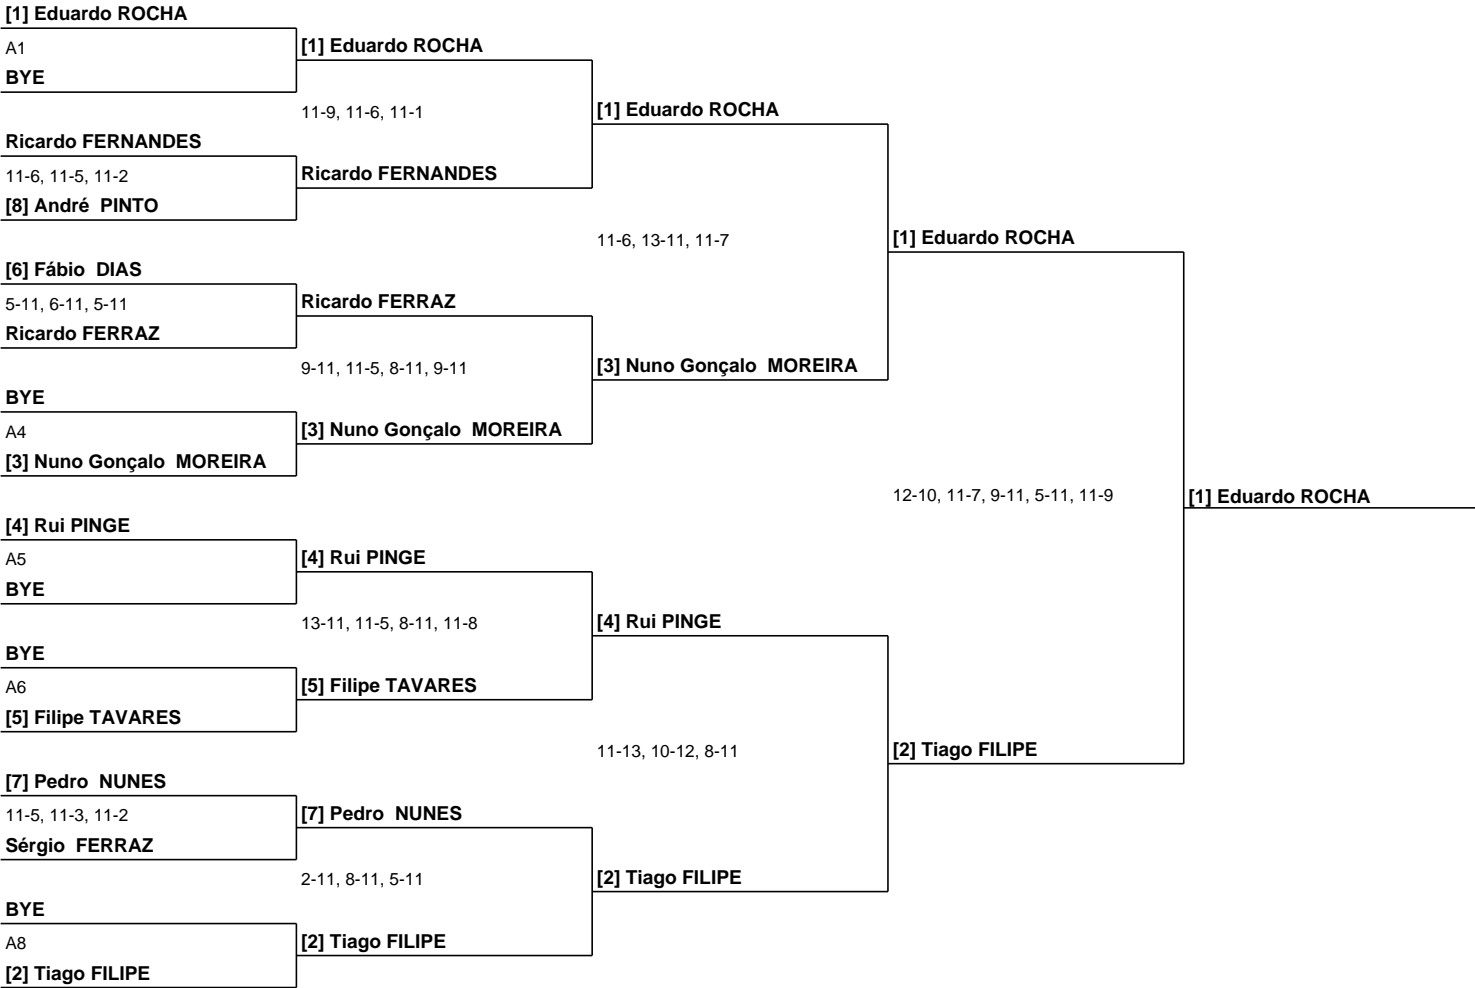 [1] Eduardo ROCHA
A1
BYE
Ricardo FERNANDES
11-6, 11-5, 11-2
[8] André  PINTO
[6] Fábio  DIAS
5-11, 6-11, 5-11
Ricardo FERRAZ
BYE
A4
[3] Nuno Gonçalo  MOREIRA
[4] Rui PINGE
A5
BYE
BYE
A6
[5] Filipe TAVARES
[7] Pedro  NUNES
11-5, 11-3, 11-2
Sérgio  FERRAZ
BYE
A8
[2] Tiago FILIPE
[1] Eduardo ROCHA
11-9, 11-6, 11-1
Ricardo FERNANDES
Ricardo FERRAZ
9-11, 11-5, 8-11, 9-11
[3] Nuno Gonçalo  MOREIRA
[4] Rui PINGE
13-11, 11-5, 8-11, 11-8
[5] Filipe TAVARES
[7] Pedro  NUNES
2-11, 8-11, 5-11
[2] Tiago FILIPE
[1] Eduardo ROCHA
11-6, 13-11, 11-7
[3] Nuno Gonçalo  MOREIRA
[4] Rui PINGE
11-13, 10-12, 8-11
[2] Tiago FILIPE
[1] Eduardo ROCHA
12-10, 11-7, 9-11, 5-11, 11-9
[2] Tiago FILIPE
[1] Eduardo ROCHA